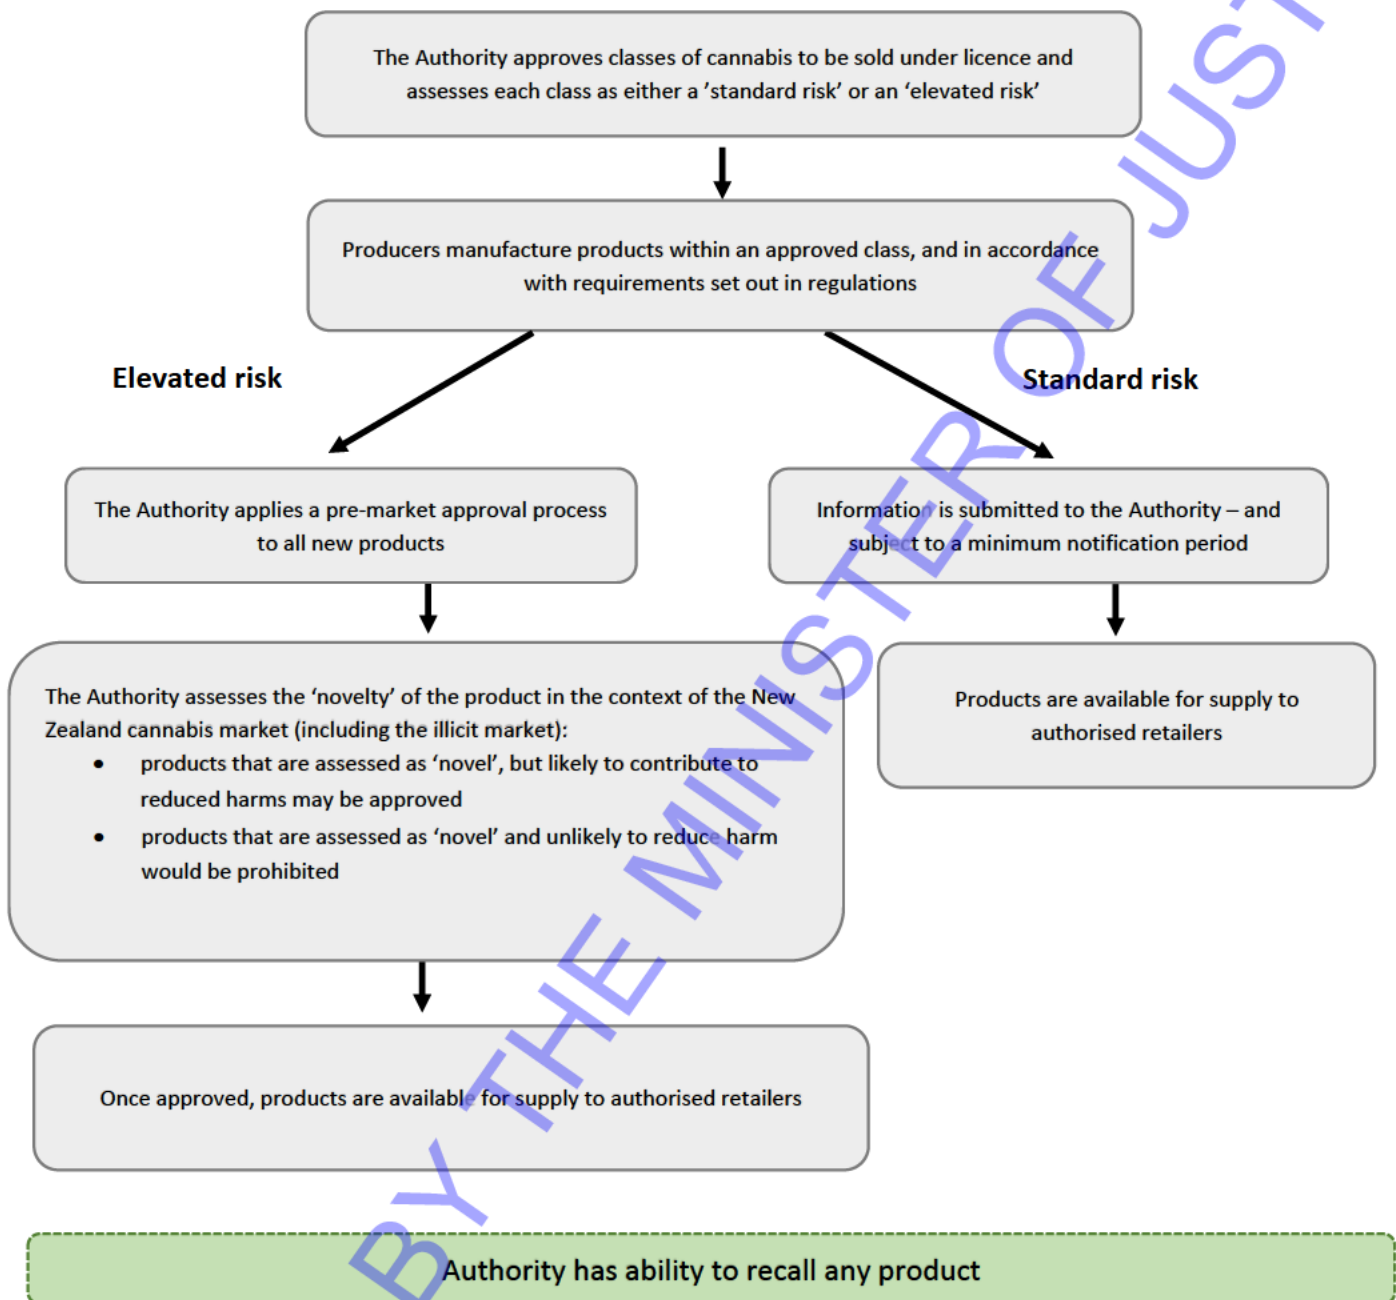 The Authority approves classes of cannabis to be sold under licence and
assesses each class as either a ’standard risk’ or an ‘elevated risk’
Producers manufacture products within an approved class, and in accordance
with requirements set out in regulations
Elevated risk
Standard risk
The Authority applies a pre-market approval process
to all new products
Information is submitted to the Authority – and
subject to a minimum notification period
The Authority assesses the ‘novelty’ of the product in the context of the New
Zealand cannabis market (including the illicit market):
• products that are assessed as ‘novel’, but likely to contribute to
reduced harms may be approved
• products that are assessed as ‘novel’ and unlikely to reduce harm
would be prohibited
Products are available for supply to
authorised retailers
Once approved, products are available for supply to authorised retailers
Authority has ability to recall any product
BY THE MINISTER OF JUST